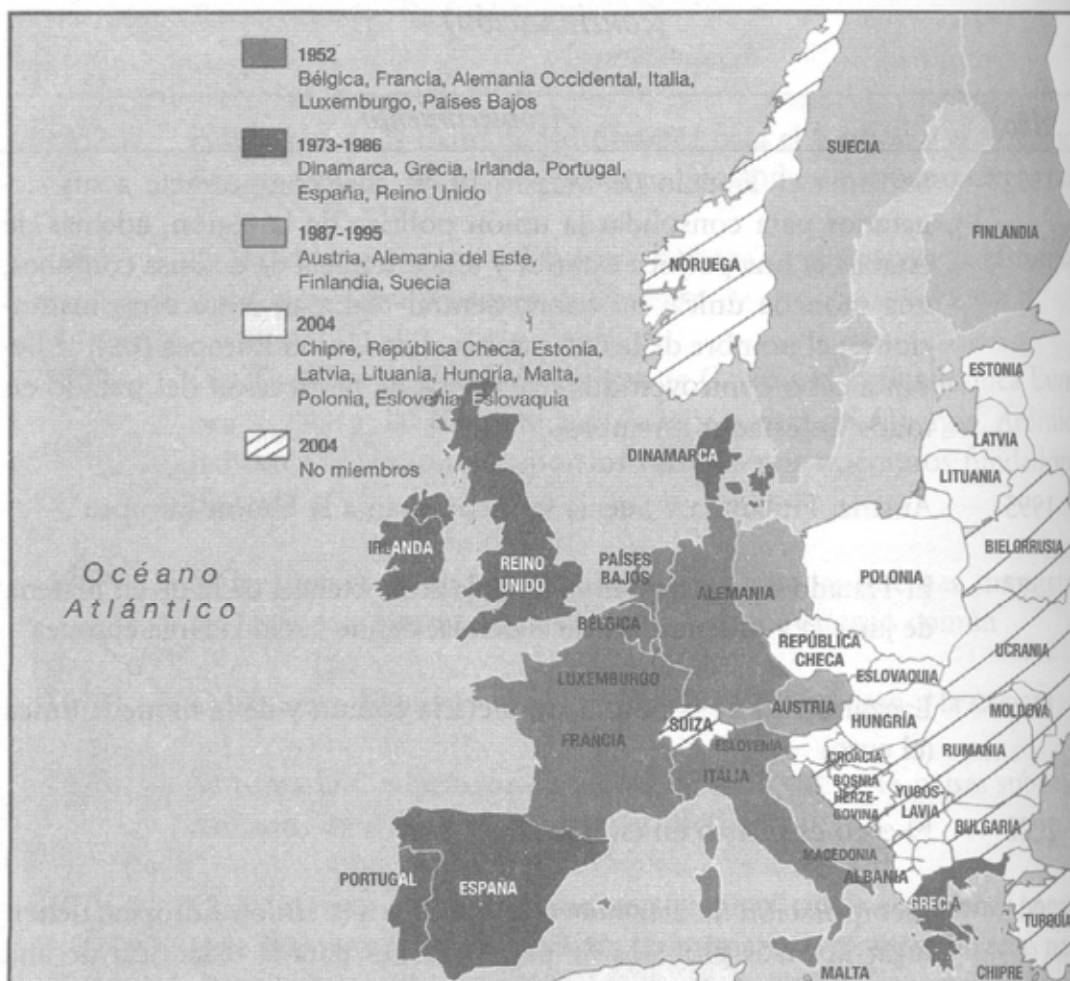 1952
Bélgica, Francia, Alemania Occidental, Italia,
Luxemburgo, Países Bajos
1973-1986
Dinamarca, Grecia, Irlanda, Portugal,
España, Reino Unido
1987-1995
Austria, Alemania del Este,
Finlandia, Suecia
2004
Chipre, República Checa, Estonia,
Latvia, Lituania, Hungría, Malta,
Polonia, Eslovenia, Eslovaquia
2004
No miembros
SUECIA
FINLANDIA
NORUEGA
ESTONIA
LATVIA
LITUANIA
DINAMARCA
BIELORRUSIA
IRLANDA
REINO
UNIDO
PAÍSES
BAJOS
POLONIA
ALEMANIA
Océano
Atlántico
BÉLGICA
REPÚBLICA
CHECA
UCRANIA
ESLOVAQUIA
LUXEMBURGO
AUSTRIA
HUNGRÍA
MOLDOVA
SUIZA
ESLOVENIA
RUMANIA
FRANCIA
CROACIA
ITALIA
BOSNIA
HERZE-
GOVINA
YUGOS-
LAVIA
BULGARIA
MACEDONIA
ALBANIA
PORTUGAL
ESPAÑA
GRECIA
TURQUÍA
MALTA
CHIPRE